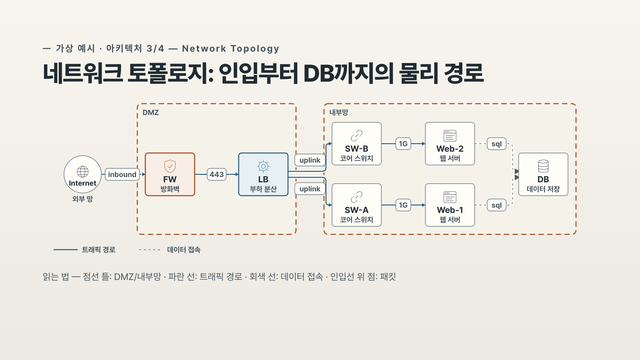 — 가상 예시 · 아키텍처 3/4 — Network Topology
네트워크 토폴로지: 인입부터 DB까지의 물리 경로
DMZ
내부망
Internet
외부 망
inbound
FW
방화벽
443
LB
부하 분산
uplink
uplink
SW-B
코어 스위치
1G
Web-2
웹 서버
sql
SW-A
코어 스위치
1G
Web-1
웹 서버
sql
DB
데이터 저장
트래픽 경로
데이터 접속
읽는 법 — 점선 틀: DMZ/내부망 · 파란 선: 트래픽 경로 · 회색 선: 데이터 접속 · 인입선 위 점: 패킷